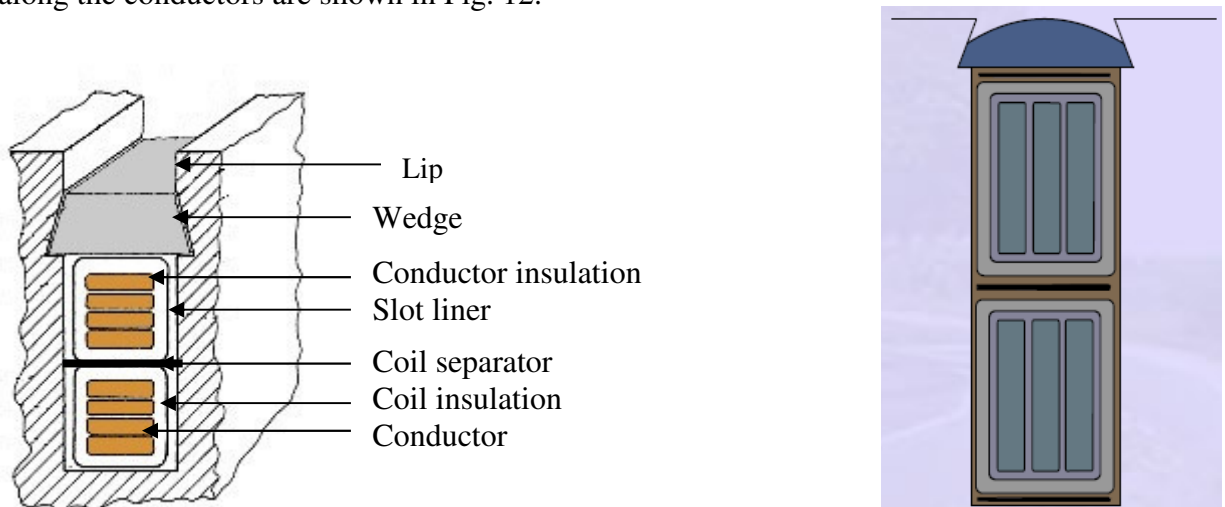 along the conductors are shown in Fig. 12.
Lip
Wedge
Conductor insulation
Slot liner
Coil separator
Coil insulation
Conductor